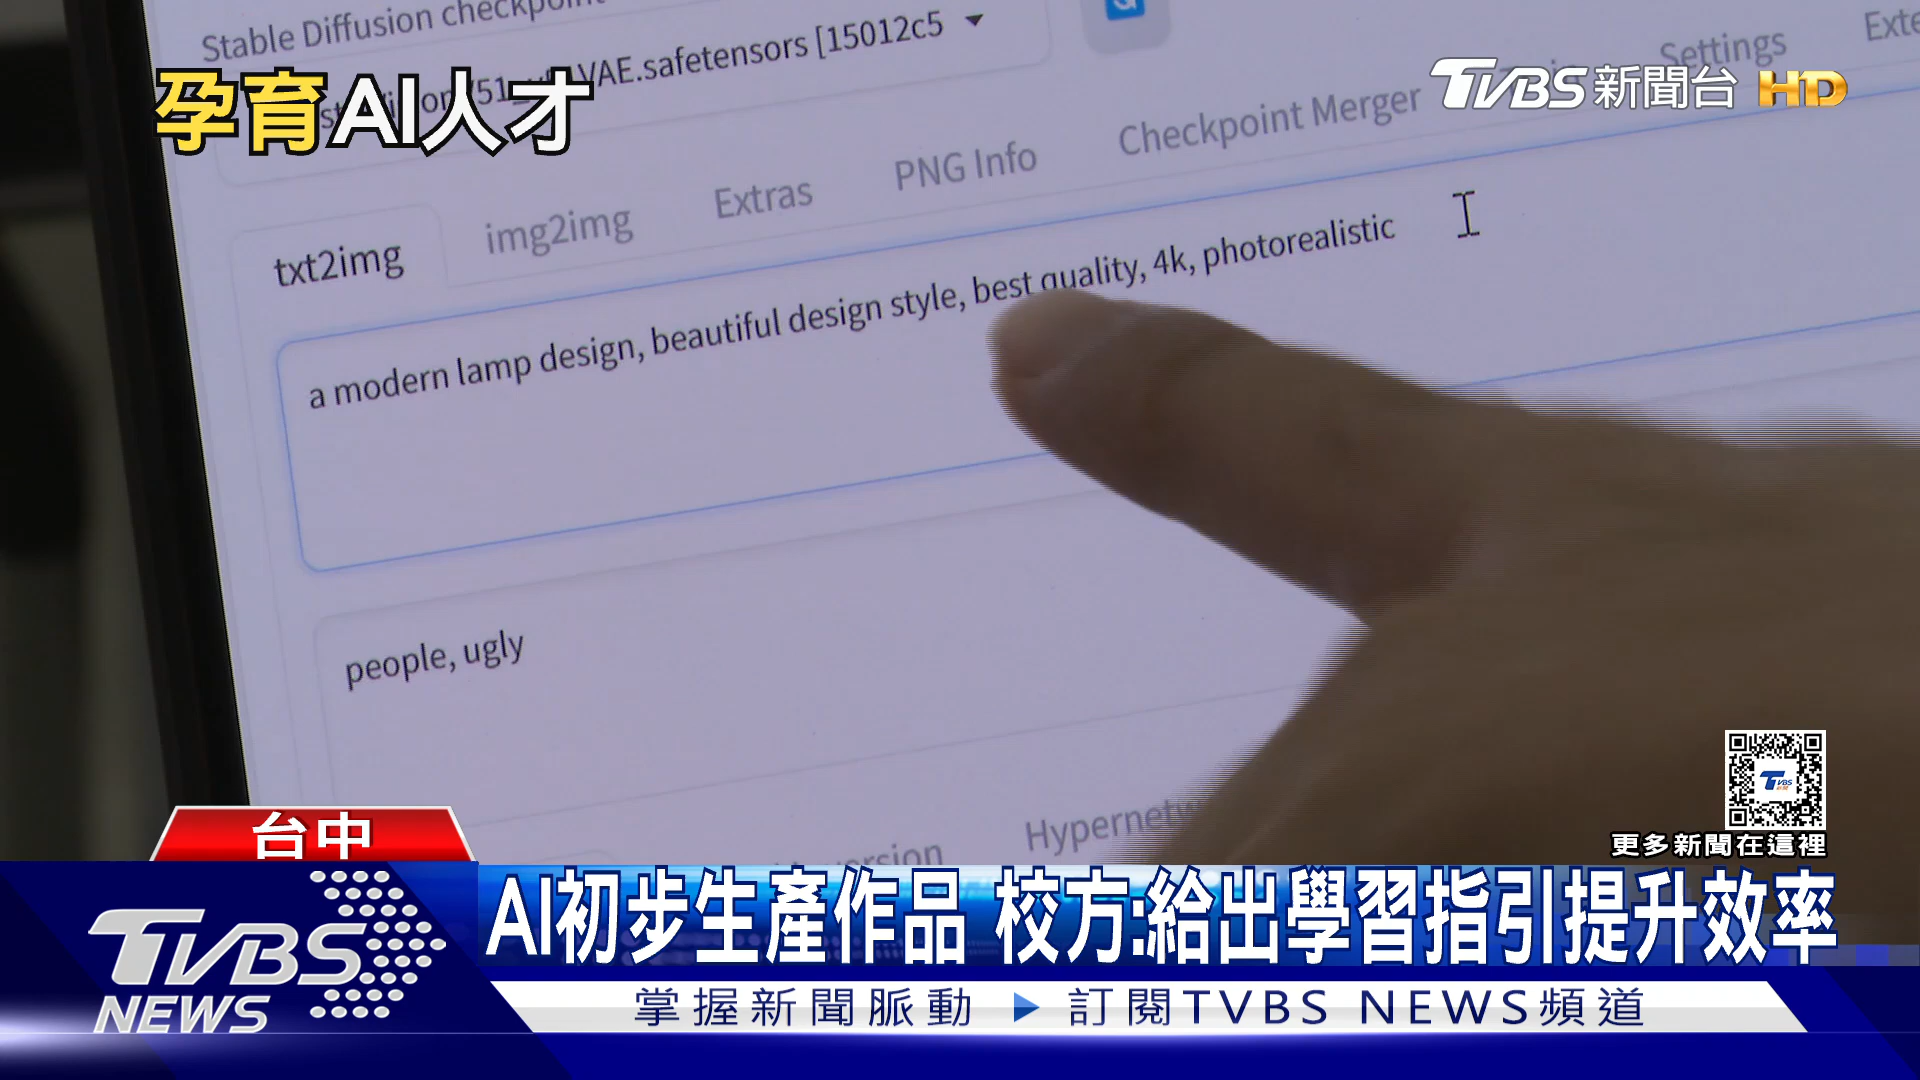 Stable Diffusion checkpoint
VAE.safetensors [15012c5
孕育AI人才
TVBS新聞台 HD
Settings
Checkpoint Merger
PNG Info
Extras
img2img
txt2img
a modern lamp design, beautiful design style, best quality, 4k, photorealistic
people, ugly
更多新聞在這裡
台中
TVBS
NEWS
AI初步生產作品 校方:給出學習指引提升效率
掌握新聞脈動 ▶ 訂閱TVBS NEWS頻道